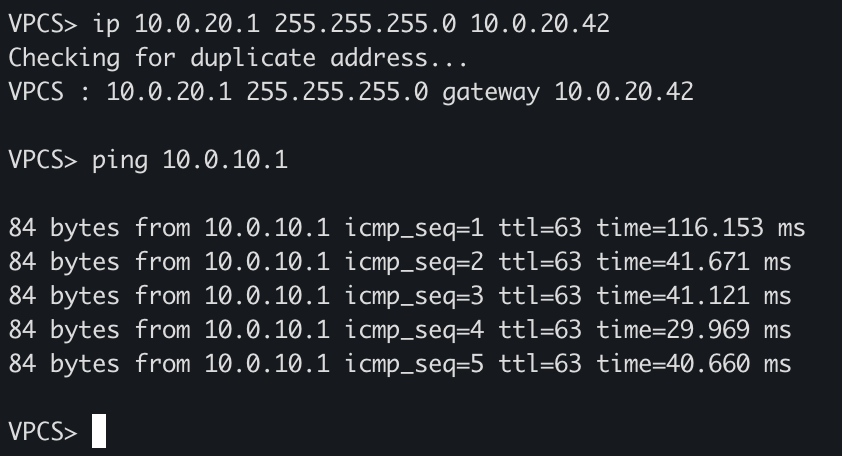 VPCS> ip 10.0.20.1 255.255.255.0 10.0.20.42
Checking for duplicate address...
VPCS : 10.0.20.1 255.255.255.0 gateway 10.0.20.42
VPCS> ping 10.0.10.1
84 bytes from 10.0.10.1 icmp_seq=1 ttl=63 time=116.153 ms
84 bytes from 10.0.10.1 icmp_seq=2 ttl=63 time=41.671 ms
84 bytes from 10.0.10.1 icmp_seq=3 ttl=63 time=41.121 ms
84 bytes from 10.0.10.1 icmp_seq=4 ttl=63 time=29.969 ms
84 bytes from 10.0.10.1 icmp_seq=5 ttl=63 time=40.660 ms
VPCS>